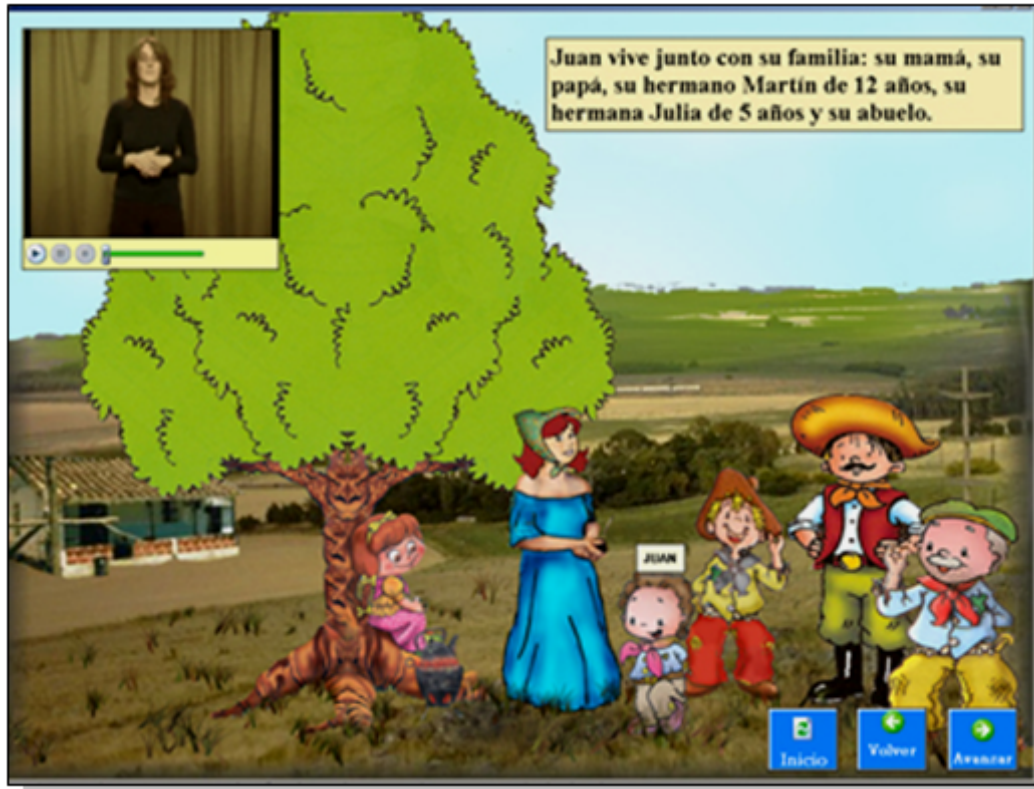 Juan vive junto con su familia: su mamá, su
papá, su hermano Martín de 12 años, su
hermana Julia de 5 años y su abuelo.
JUAN
Inicio
Volver
Avanzar